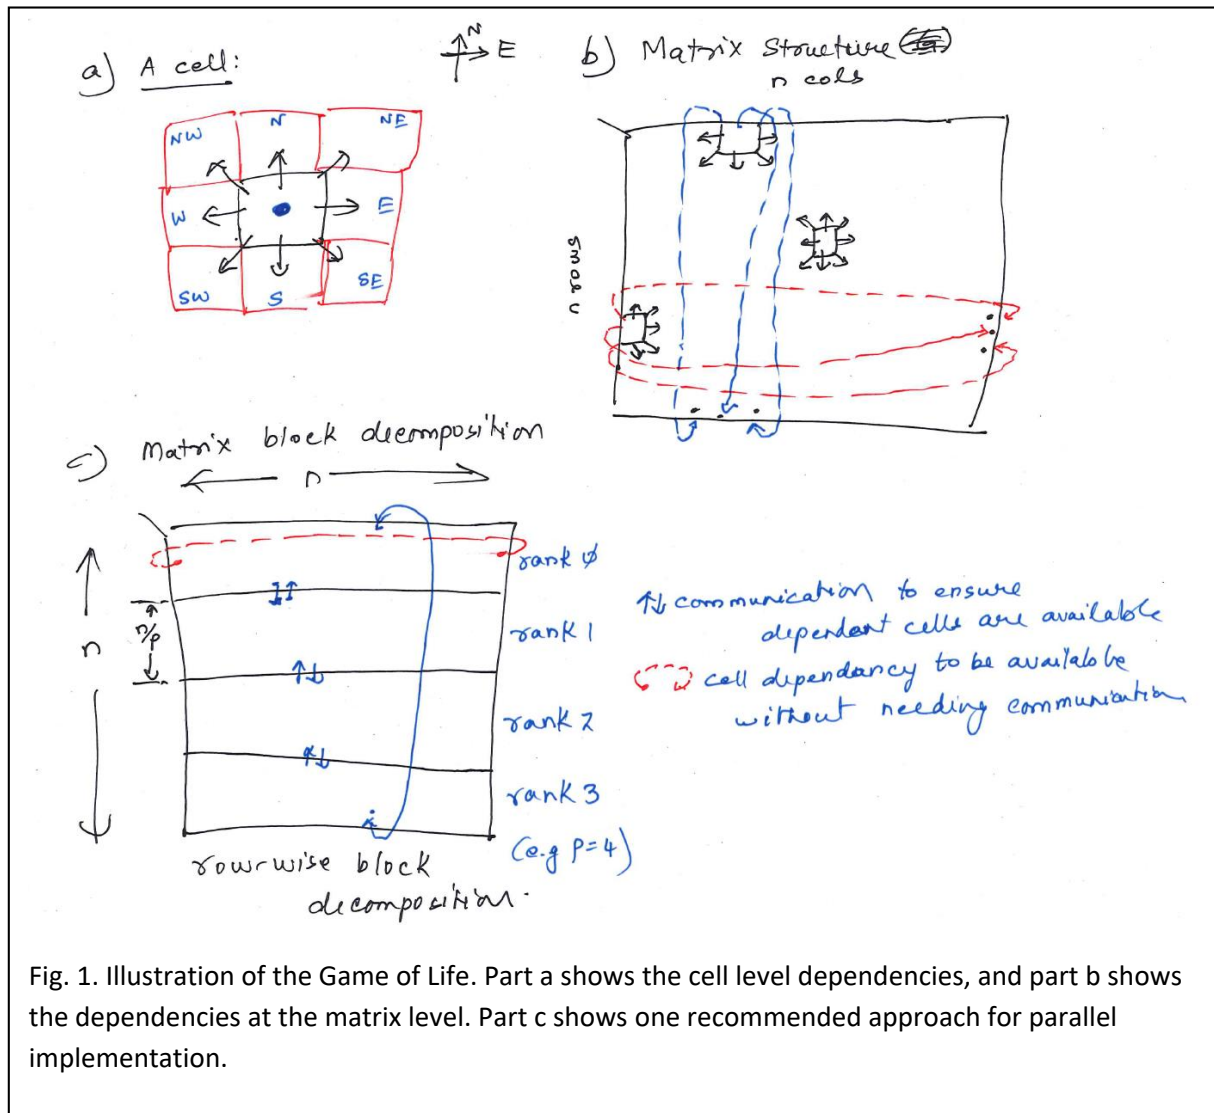 a) A cell:
N
E
NW
N
NE
W
E
SW
S
SE
b) Matrix Structure
n cols
n rows
c) Matrix block decomposition
n
n
n/p
rank 0
rank 1
rank 2
rank 3
(e.g P=4)
row-wise block
decomposition.
↑↓ communication to ensure
dependent cells are available
cell dependancy to be available
without needing communication
Fig. 1. Illustration of the Game of Life. Part a shows the cell level dependencies, and part b shows
the dependencies at the matrix level. Part c shows one recommended approach for parallel
implementation.